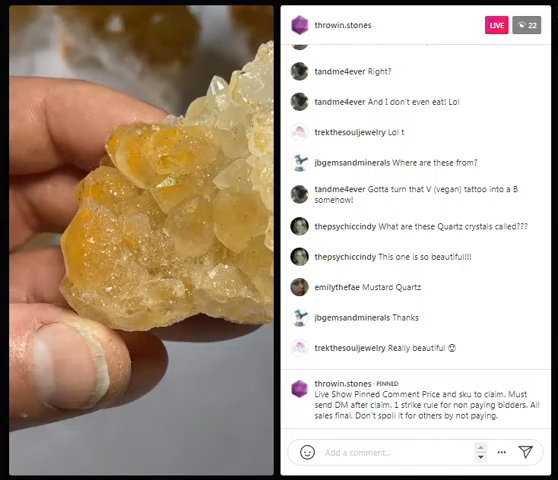 throwin.stones
LIVE
22
tandme4ever Right?
tandme4ever And I don't even eat! Lol
trekthesouljewelry Lol t
jbgemsandminerals Where are these from?
tandme4ever Gotta turn that V (vegan) tattoo into a B
somehow!
thepsychiccindy What are these Quartz crystals called???
thepsychiccindy This one is so beautiful!!!
emilythefae Mustard Quartz
jbgemsandminerals Thanks
trekthesouljewelry Really beautiful
throwin.stones · PINNED
Live Show Pinned Comment Price and sku to claim. Must
send DM after claim. 1 strike rule for non paying bidders. All
sales final. Don't spoil it for others by not paying.
Add a comment...